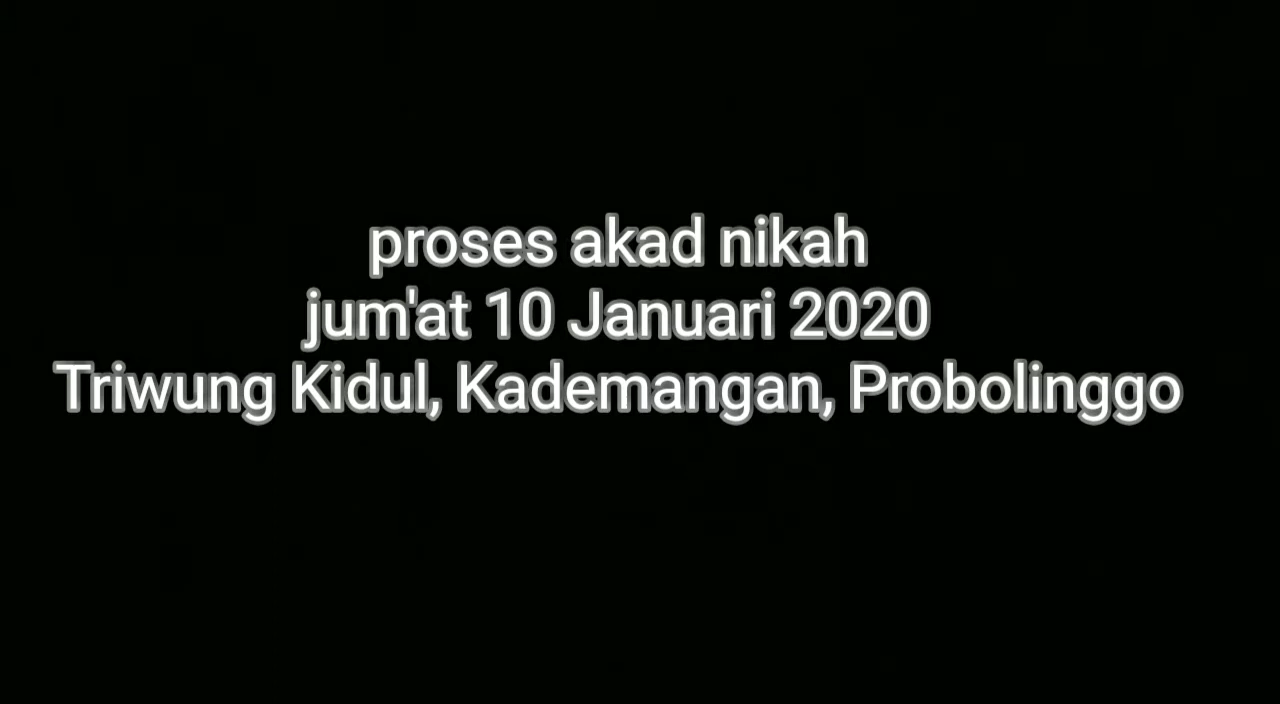 proses akad nikah
jum'at 10 Januari 2020
Triwung Kidul, Kademangan, Probolinggo